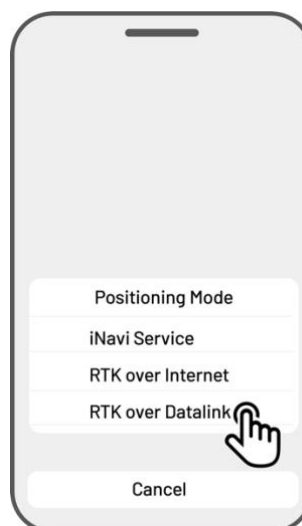 Positioning Mode
iNavi Service
RTK over Internet
RTK over Datalink
Cancel